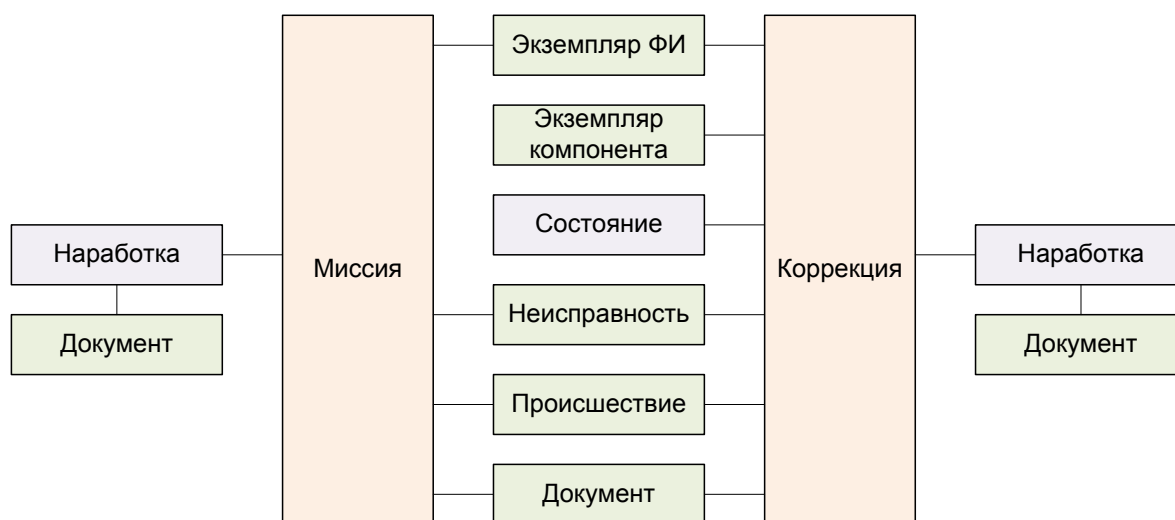 Экземпляр ФИ
Экземпляр
компонента
Состояние
Наработка
Миссия
Коррекция
Наработка
Неисправность
Документ
Документ
Происшествие
Документ